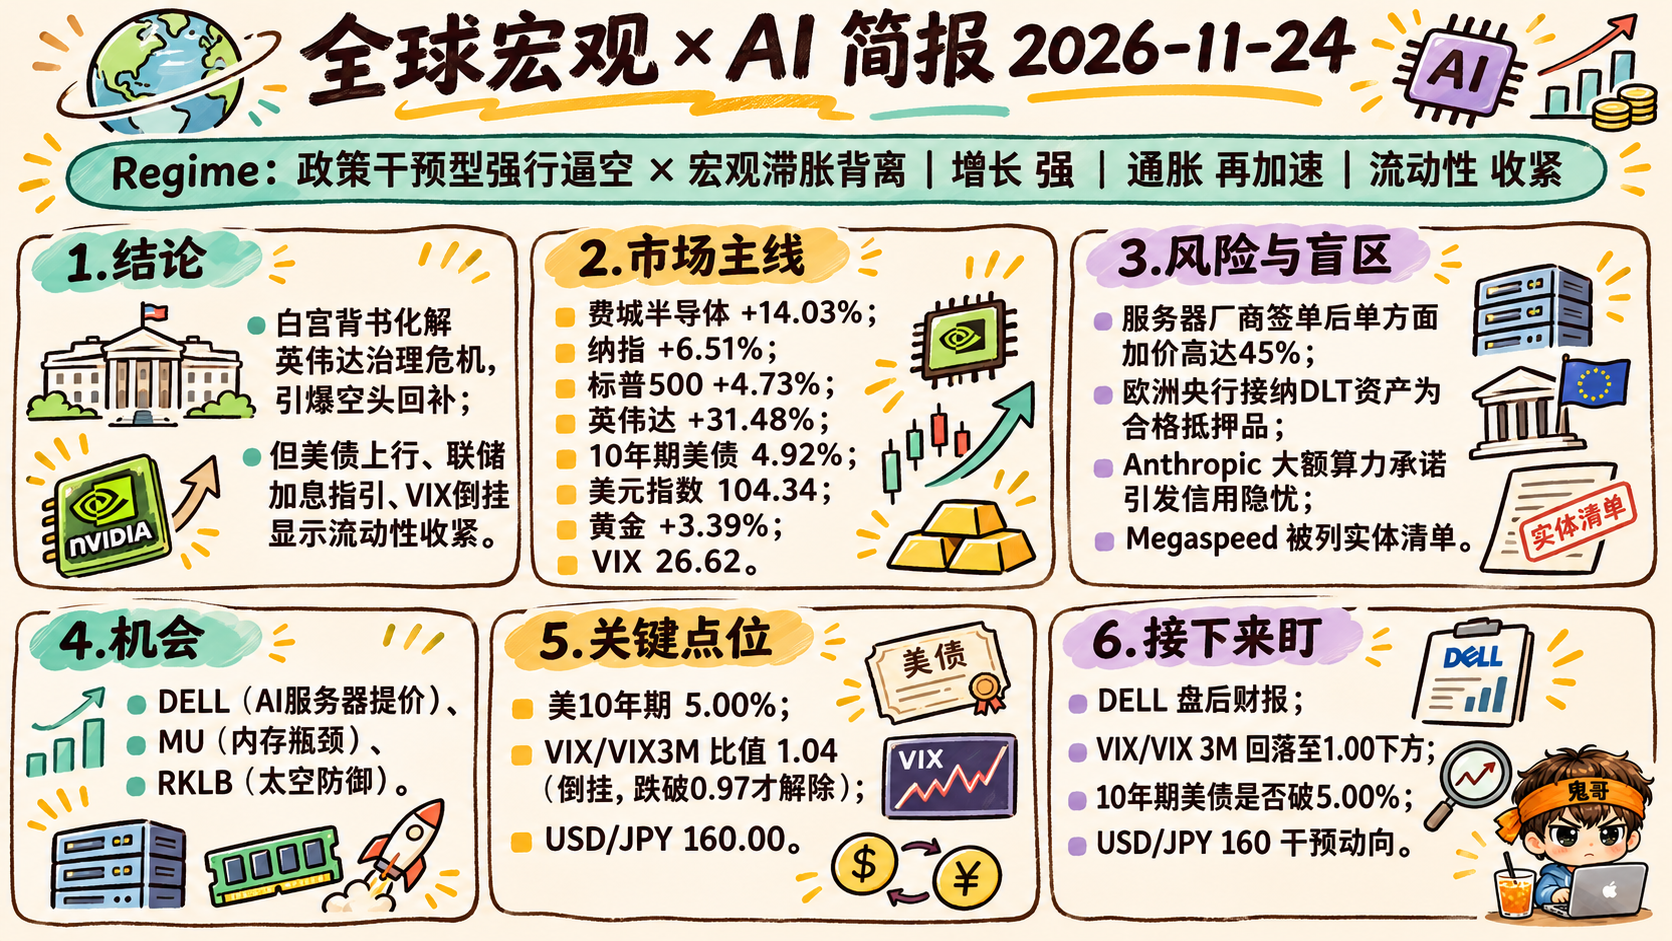 全球宏观 × AI 简报 2026-11-24
AI
Regime：政策干预型强行逼空 × 宏观滞胀背离 | 增长 强 | 通胀 再加速 | 流动性 收紧
1.结论
白宫背书化解
英伟达治理危机，
引爆空头回补；
但美债上行、联储
加息指引、VIX倒挂
显示流动性收紧。
nVIDIA
2.市场主线
费城半导体 +14.03%；
纳指 +6.51%；
标普500 +4.73%；
英伟达 +31.48%；
10年期美债 4.92%；
美元指数 104.34；
黄金 +3.39%；
VIX 26.62。
3.风险与盲区
服务器厂商签单后单方面
加价高达45%；
欧洲央行接纳DLT资产为
合格抵押品；
Anthropic 大额算力承诺
引发信用隐忧；
Megaspeed 被列实体清单。
实体清单
4.机会
DELL（AI服务器提价）、
MU（内存瓶颈）、
RKLB（太空防御）。
5.关键点位
美10年期 5.00%；
VIX/VIX3M 比值 1.04
（倒挂，跌破0.97才解除）；
USD/JPY 160.00。
美债
VIX
$
¥
6.接下来盯
DELL 盘后财报；
VIX/VIX 3M 回落至1.00下方；
10年期美债是否破5.00%；
USD/JPY 160 干预动向。
DELL
鬼哥